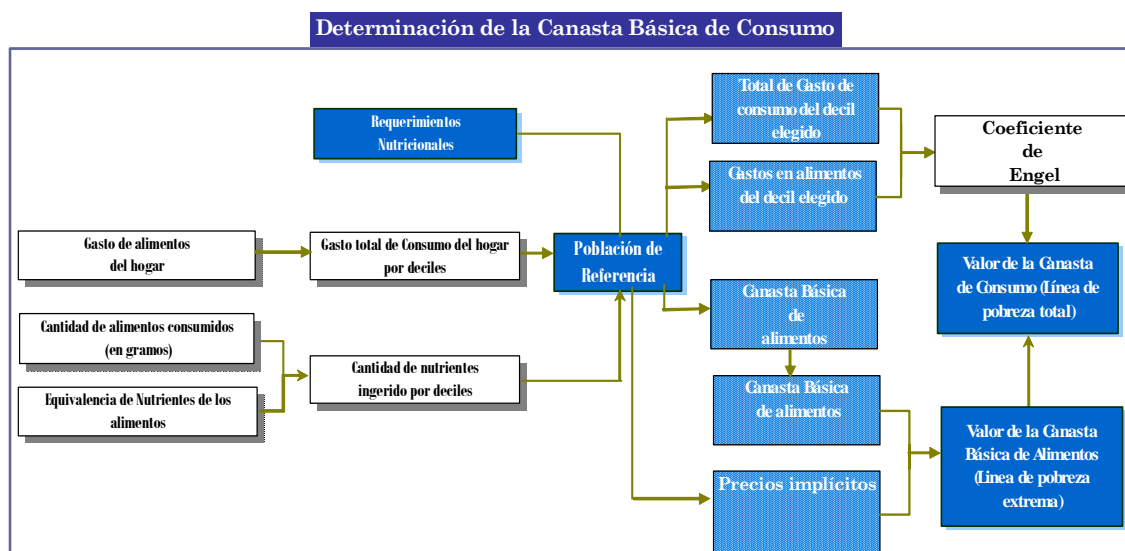 Determinación de la Canasta Básica de Consumo
Requerimientos
Nutricionales
Gasto de alimentos
del hogar
Gasto total de Consumo del hogar
por deciles
Cantidad de alimentos consumidos
(en gramos)
Equivalencia de Nutrientes de los
alimentos
Cantidad de nutrientes
ingerido por deciles
Población de
Referencia
Total de Gasto de
consumo del decil
elegido
Gastos en alimentos
del decil elegido
Canasta Básica
de
alimentos
Canasta Básica
de alimentos
Precios implícitos
Coeficiente
de
Engel
Valor de la Canasta
de Consumo (Línea de
pobreza total)
Valor de la Canasta
Básica de Alimentos
(Linea de pobreza
extrema)